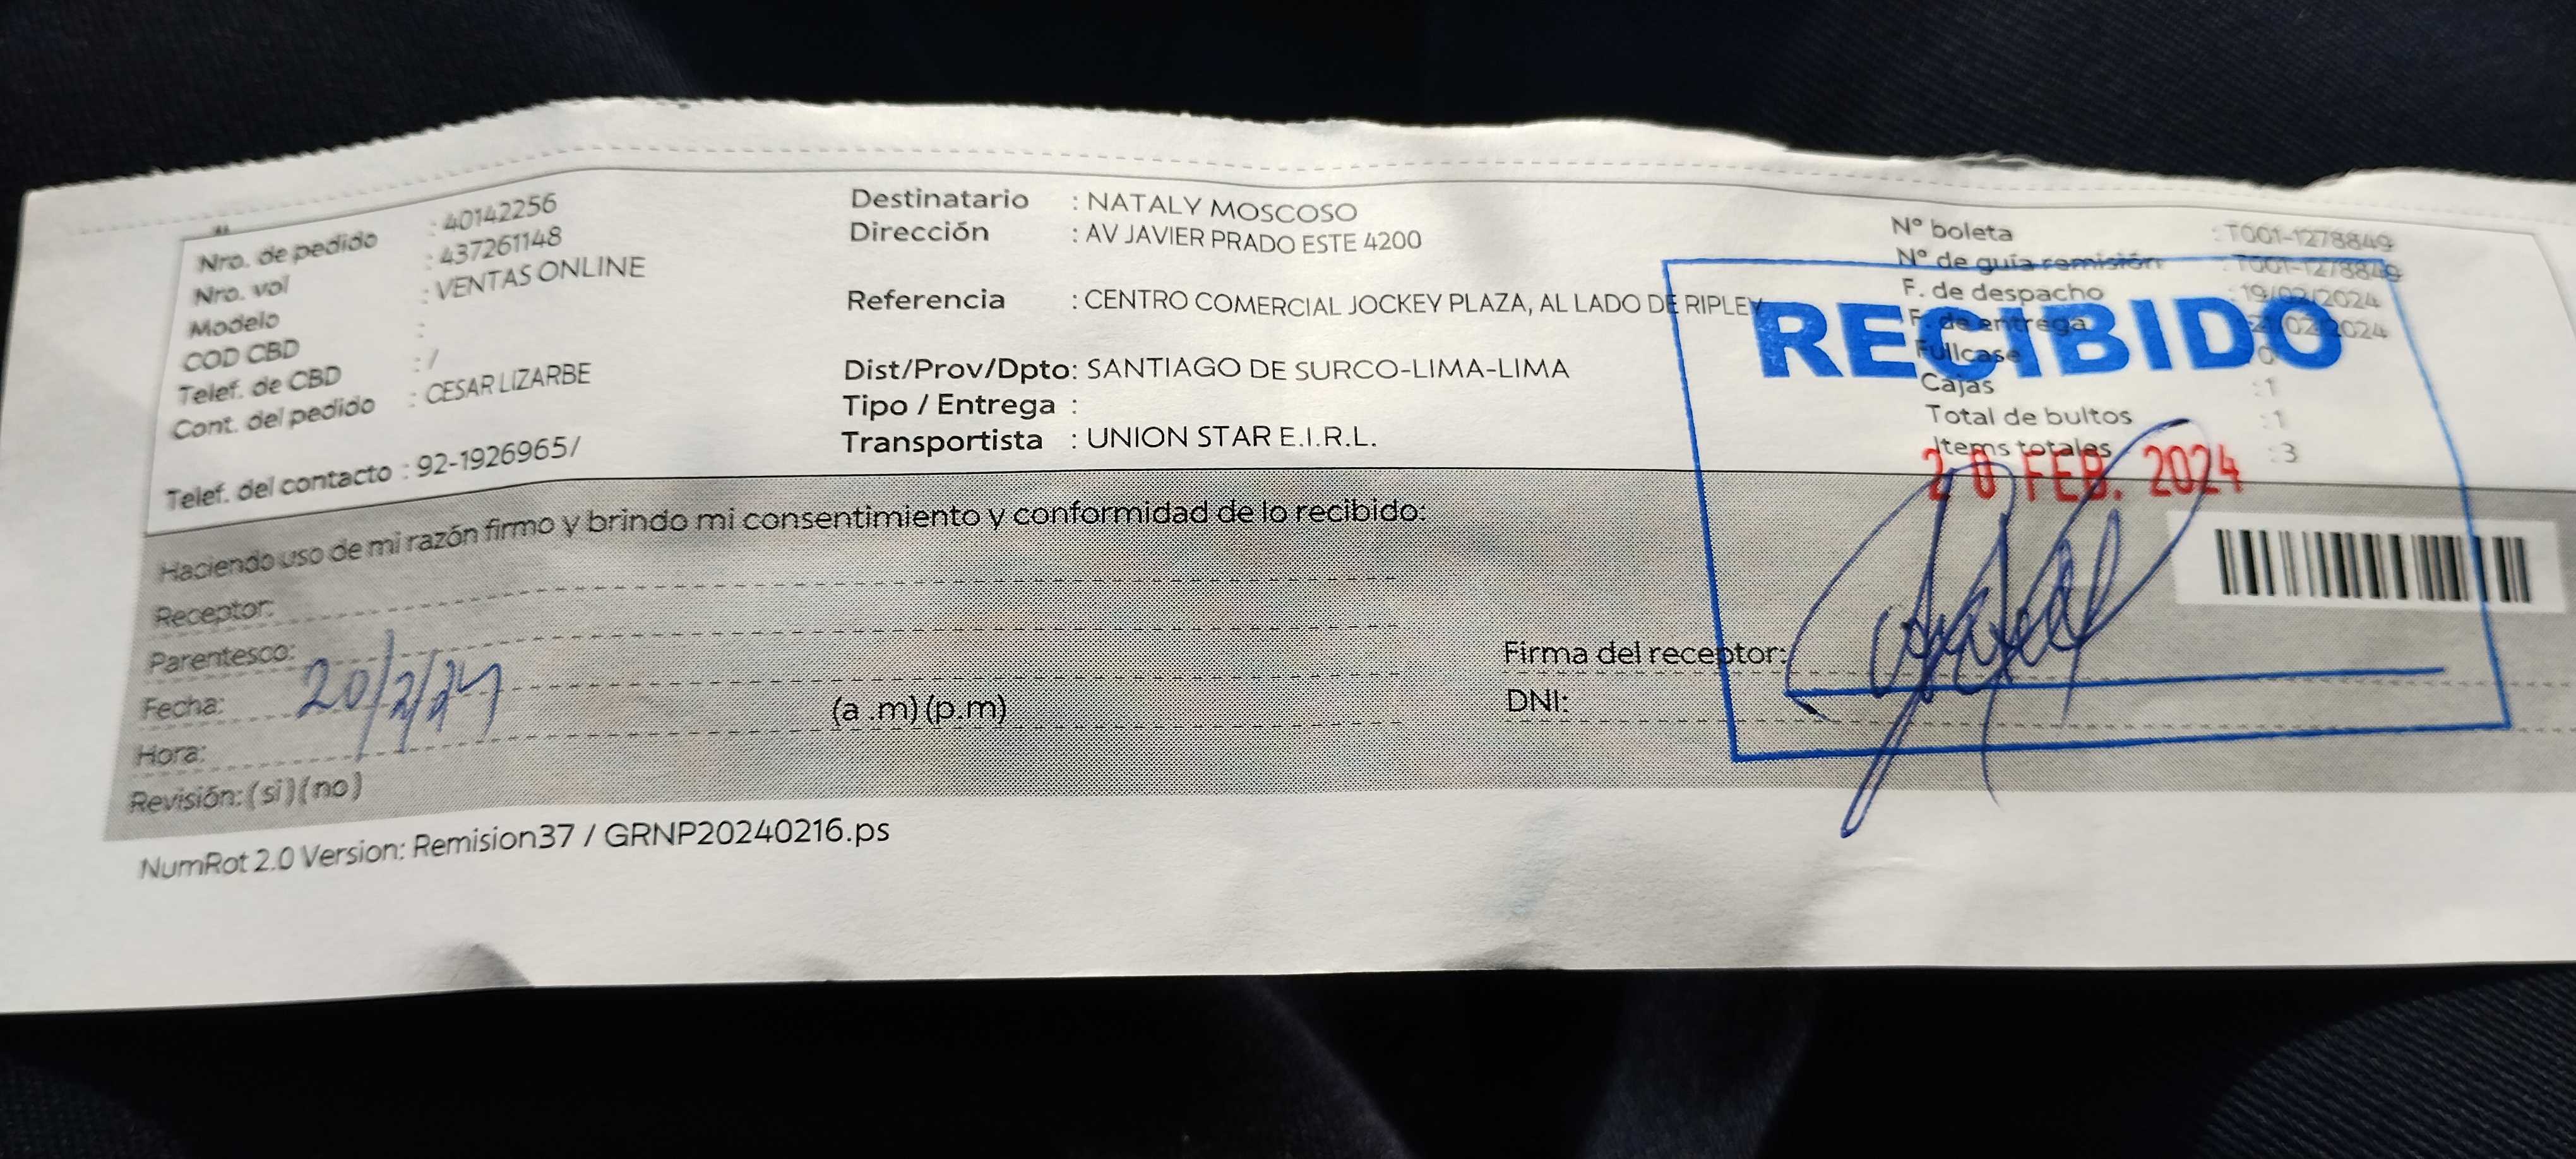 Nro. de pedido : 40142256
Nro. vol : 437261148
Modelo : VENTAS ONLINE
COD CBD :
Telef. de CBD : /
Cont. del pedido : CESAR LIZARBE
Telef. del contacto : 92-1926965/
Destinatario : NATALY MOSCOSO
Dirección : AV JAVIER PRADO ESTE 4200
Referencia : CENTRO COMERCIAL JOCKEY PLAZA, AL LADO DE RIPLEY
Dist/Prov/Dpto: SANTIAGO DE SURCO-LIMA-LIMA
Tipo / Entrega :
Transportista : UNION STAR E.I.R.L.
Nº boleta : T001-1278849
Nº de guía remisión : T001-1278849
F. de despacho : 19/02/2024
F. de entrega
Fullcase : 0
Cajas : 1
Total de bultos : 1
Items totales : 3
RECIBIDO
20 FEB. 2024
Haciendo uso de mi razón firmo y brindo mi consentimiento y conformidad de lo recibido:
Receptor:
Parentesco:
Fecha: 20/2/24
Hora: (a .m) (p.m)
Revisión: ( si ) ( no )
Firma del receptor:
DNI:
NumRot 2.0 Version: Remision37 / GRNP20240216.ps